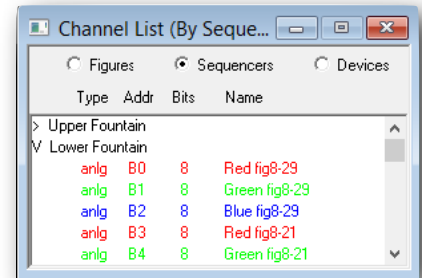 Channel List (By Seque...
Figures Sequencers Devices
Type Addr Bits Name
> Upper Fountain
V Lower Fountain
anlg B0 8 Red fig8-29
anlg B1 8 Green fig8-29
anlg B2 8 Blue fig8-29
anlg B3 8 Red fig8-21
anlg B4 8 Green fig8-21